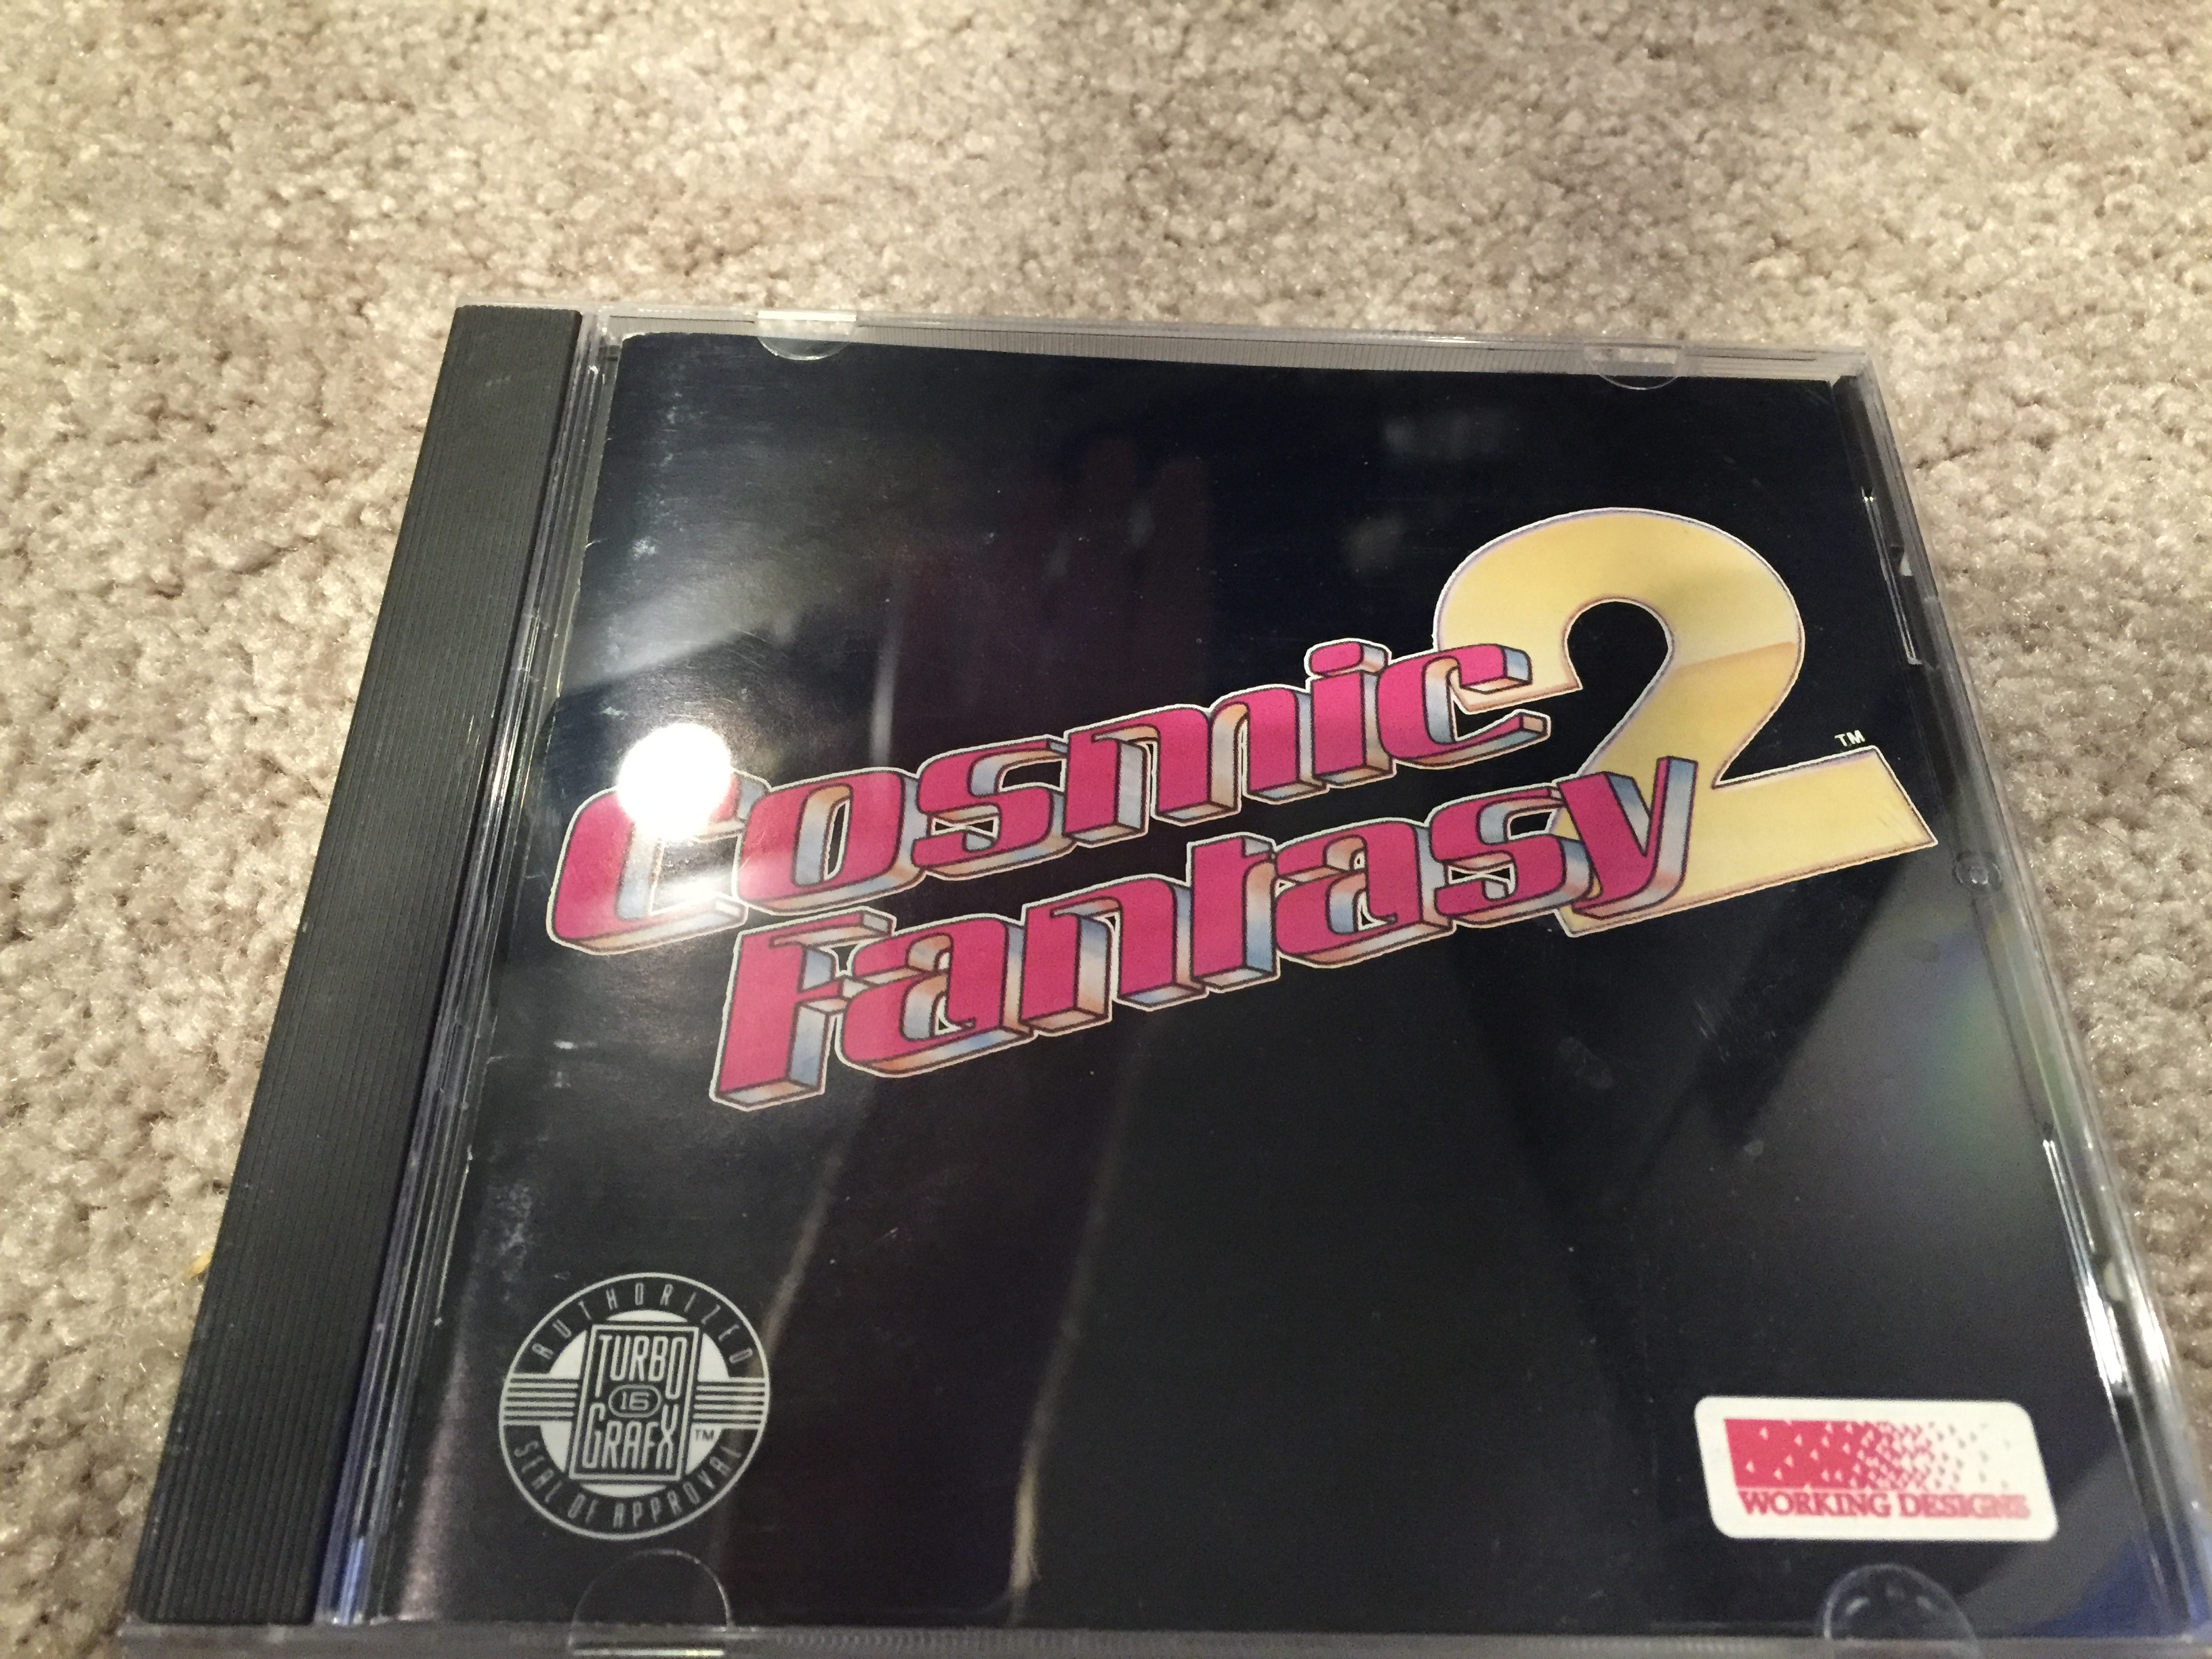 Cosmic
Fantasy
2
TM
AUTHORIZED
TURBO
16
GRAFX
TM
SEAL OF APPROVAL
WORKING DESIGNS